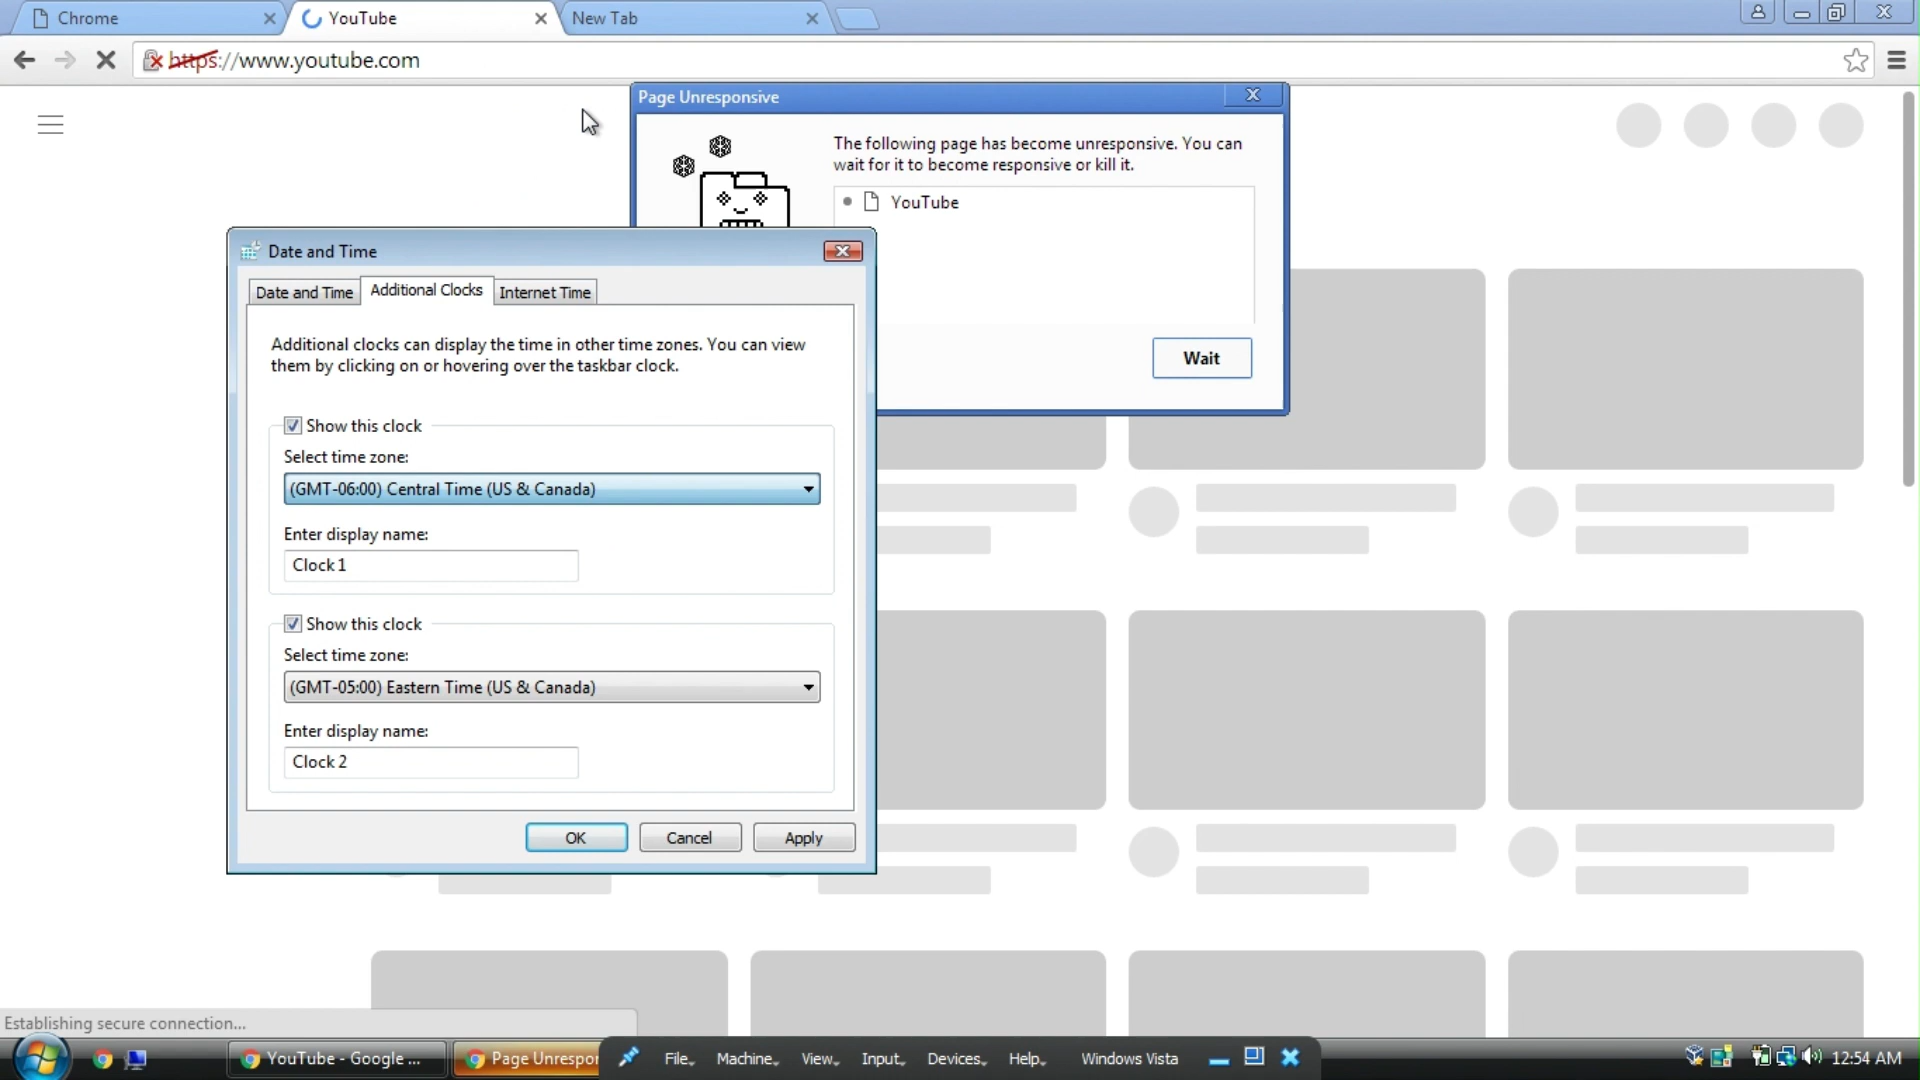 Chrome
YouTube
New Tab
https://www.youtube.com
Page Unresponsive
The following page has become unresponsive. You can
wait for it to become responsive or kill it.
YouTube
Wait
Date and Time
Date and Time
Additional Clocks
Internet Time
Additional clocks can display the time in other time zones. You can view
them by clicking on or hovering over the taskbar clock.
Show this clock
Select time zone:
(GMT-06:00) Central Time (US & Canada)
Enter display name:
Clock 1
Show this clock
Select time zone:
(GMT-05:00) Eastern Time (US & Canada)
Enter display name:
Clock 2
OK
Cancel
Apply
Establishing secure connection...
YouTube - Google ...
Page Unrespor
File
Machine
View
Input
Devices
Help
Windows Vista
12:54 AM